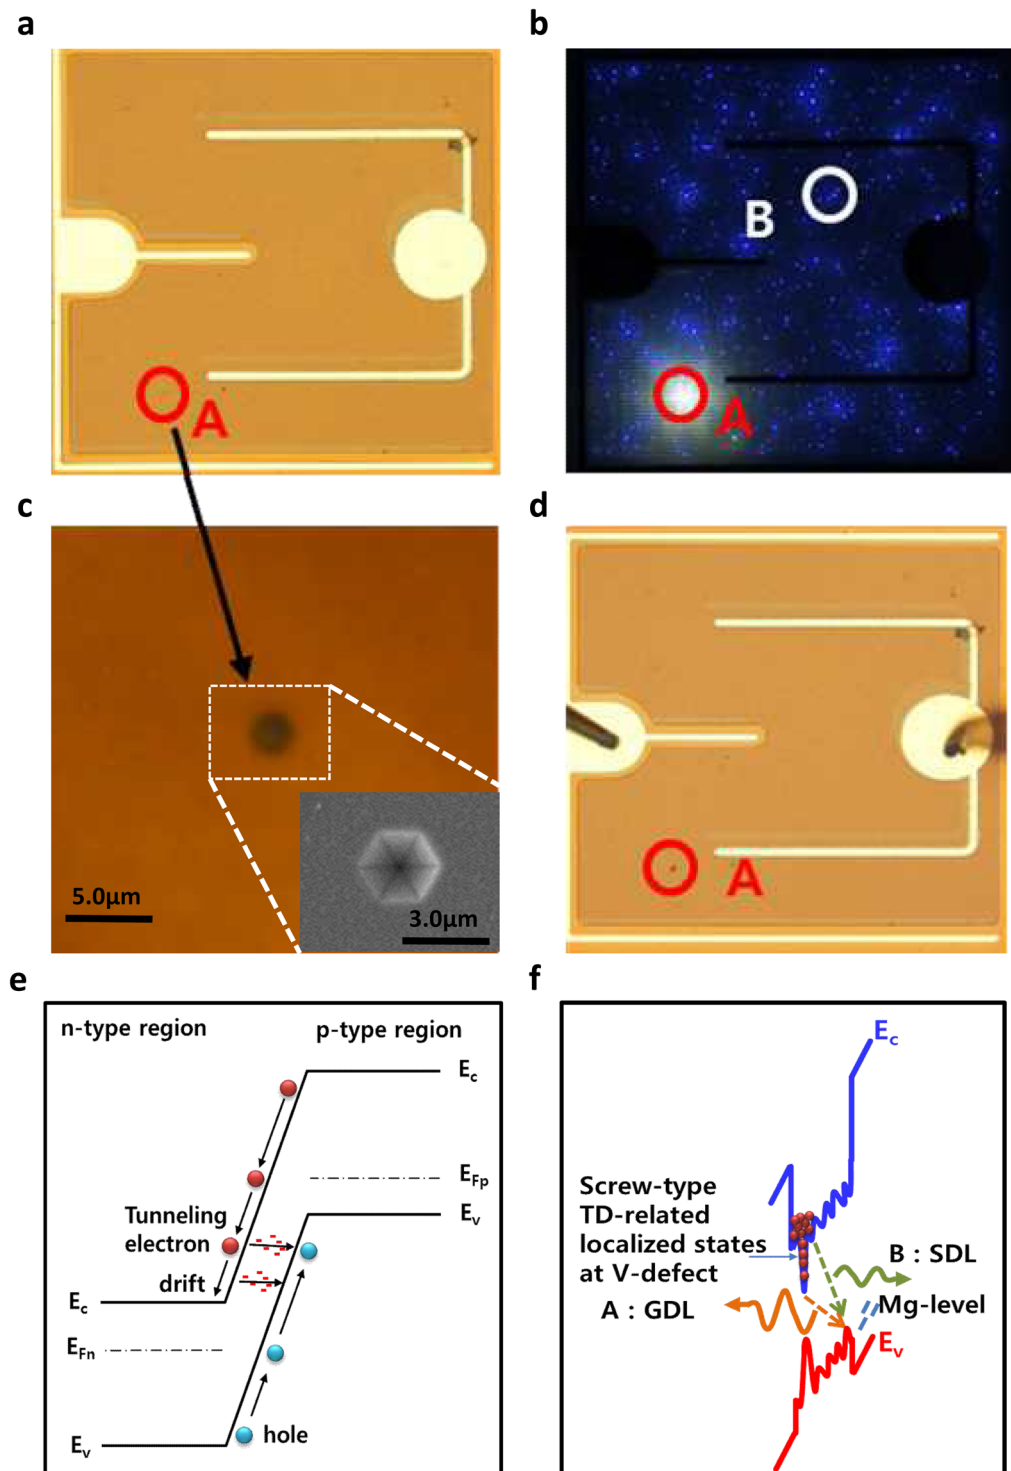 a
b
A
B
A
c
d
5.0μm
3.0μm
A
e
f
n-type region
p-type region
Ec
EFp
Ev
Tunneling
electron
drift
Ec
EFn
Ev
hole
Ec
Screw-type
TD-related
localized states
at V-defect
B : SDL
A : GDL
Mg-level
Ev